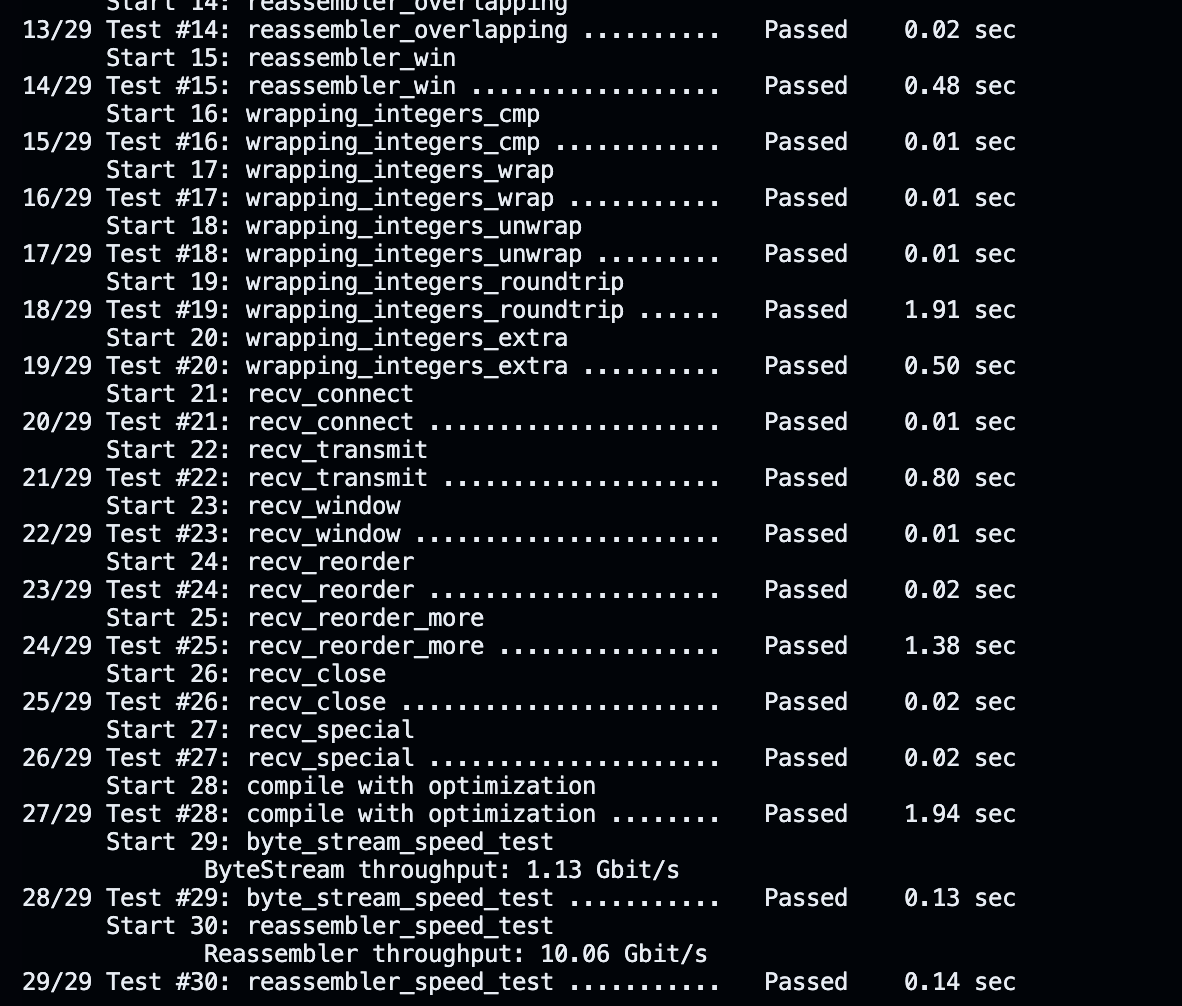 Start 14: reassembler_overlapping
13/29 Test #14: reassembler_overlapping ..........   Passed    0.02 sec
      Start 15: reassembler_win
14/29 Test #15: reassembler_win ..................   Passed    0.48 sec
      Start 16: wrapping_integers_cmp
15/29 Test #16: wrapping_integers_cmp ............   Passed    0.01 sec
      Start 17: wrapping_integers_wrap
16/29 Test #17: wrapping_integers_wrap ...........   Passed    0.01 sec
      Start 18: wrapping_integers_unwrap
17/29 Test #18: wrapping_integers_unwrap .........   Passed    0.01 sec
      Start 19: wrapping_integers_roundtrip
18/29 Test #19: wrapping_integers_roundtrip ......   Passed    1.91 sec
      Start 20: wrapping_integers_extra
19/29 Test #20: wrapping_integers_extra ..........   Passed    0.50 sec
      Start 21: recv_connect
20/29 Test #21: recv_connect .....................   Passed    0.01 sec
      Start 22: recv_transmit
21/29 Test #22: recv_transmit ....................   Passed    0.80 sec
      Start 23: recv_window
22/29 Test #23: recv_window ......................   Passed    0.01 sec
      Start 24: recv_reorder
23/29 Test #24: recv_reorder .....................   Passed    0.02 sec
      Start 25: recv_reorder_more
24/29 Test #25: recv_reorder_more ................   Passed    1.38 sec
      Start 26: recv_close
25/29 Test #26: recv_close .......................   Passed    0.02 sec
      Start 27: recv_special
26/29 Test #27: recv_special .....................   Passed    0.02 sec
      Start 28: compile with optimization
27/29 Test #28: compile with optimization ........   Passed    1.94 sec
      Start 29: byte_stream_speed_test
             ByteStream throughput: 1.13 Gbit/s
28/29 Test #29: byte_stream_speed_test ...........   Passed    0.13 sec
      Start 30: reassembler_speed_test
             Reassembler throughput: 10.06 Gbit/s
29/29 Test #30: reassembler_speed_test ...........   Passed    0.14 sec